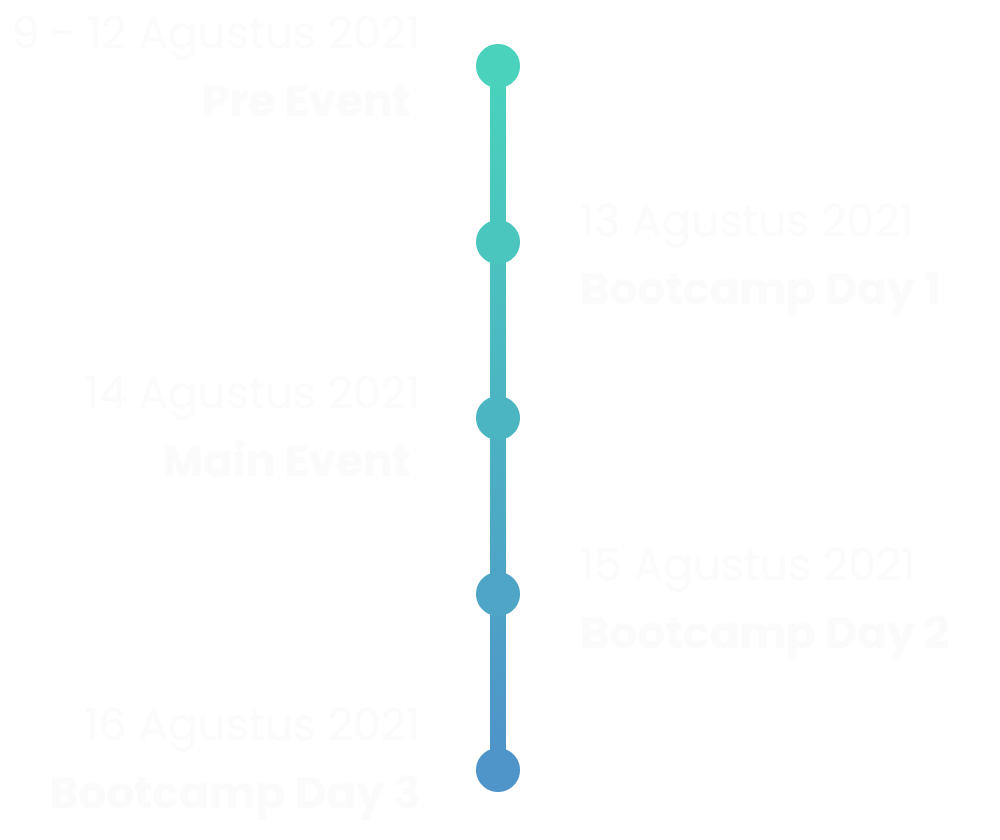 9 - 12 Agustus 2021
Pre Event
13 Agustus 2021
Bootcamp Day 1
14 Agustus 2021
Main Event
15 Agustus 2021
Bootcamp Day 2
16 Agustus 2021
Bootcamp Day 3